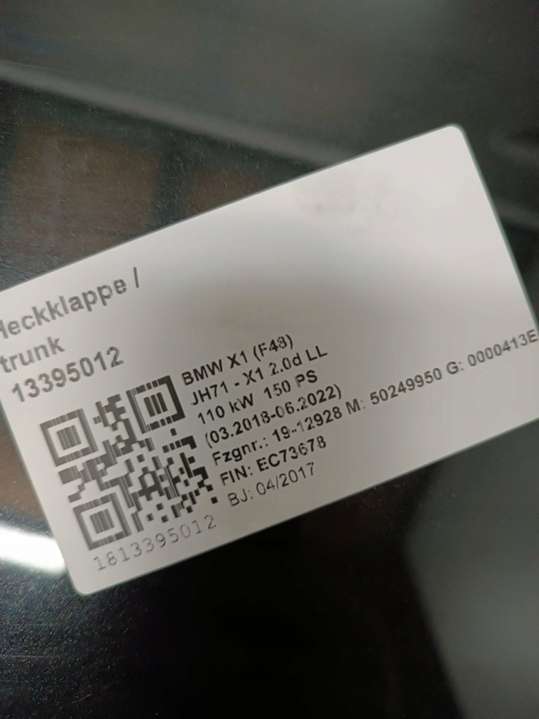 Heckklappe /
trunk
13395012
BMW X1 (F48)
JH71 - X1 2.0d LL
110 kW 150 PS
(03.2018-06.2022)
Fzgnr.: 19-12928 M: 50249950 G: 0000413E
FIN: EC73678
BJ: 04/2017
1813395012